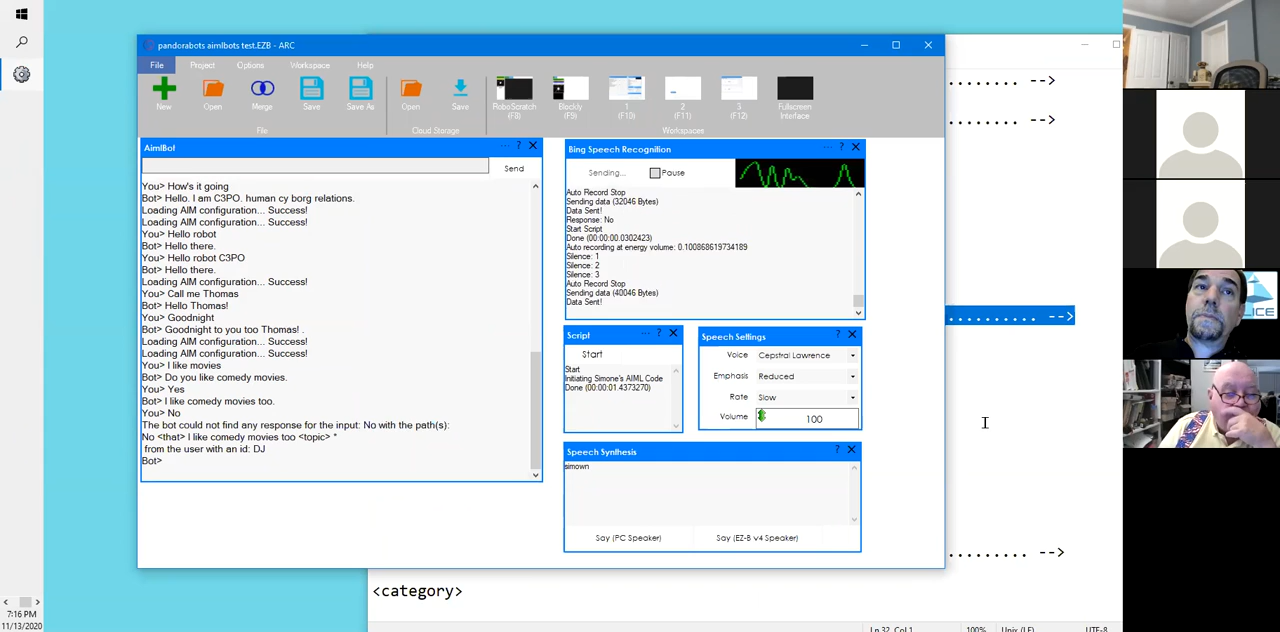 pandorabots aimlbots test.EZB - ARC
File
Project
Options
Workspace
Help
New
Open
Merge
Save
Save As
Open
Save
RoboScratch (F8)
Blockly (F9)
1 (F10)
2 (F11)
3 (F12)
Fullscreen Interface
File
Cloud Storage
Workspaces
AimlBot
... ?
Send
You> How's it going
Bot> Hello. I am C3PO. human cy borg relations.
Loading AIM configuration... Success!
Loading AIM configuration... Success!
You> Hello robot
Bot> Hello there.
You> Hello robot C3PO
Bot> Hello there.
Loading AIM configuration... Success!
You> Call me Thomas
Bot> Hello Thomas!
You> Goodnight
Bot> Goodnight to you too Thomas! .
Loading AIM configuration... Success!
Loading AIM configuration... Success!
You> I like movies
Bot> Do you like comedy movies.
You> Yes
Bot> I like comedy movies too.
You> No
The bot could not find any response for the input: No with the path(s):
No <that> I like comedy movies too <topic> *
from the user with an id: DJ
Bot>
Bing Speech Recognition
... ?
Sending...
Pause
Auto Record Stop
Sending data (32046 Bytes)
Data Sent!
Response: No
Start Script
Done (00:00:00.0302423)
Auto recording at energy volume: 0.100868619734189
Silence: 1
Silence: 2
Silence: 3
Auto Record Stop
Sending data (40046 Bytes)
Data Sent!
Script
... ?
Start
Start
Initiating Simone's AIML Code
Done (00:00:01.4373270)
Speech Settings
?
Voice
Cepstral Lawrence
Emphasis
Reduced
Rate
Slow
Volume
100
Speech Synthesis
?
simown
Say (PC Speaker)
Say (EZ-B v4 Speaker)
....... -->
....... -->
.......... -->
........ -->
<category>
Ln 32, Col 1
100%
Unix (LF)
UTF-8
LICE
7:16 PM
11/13/2020